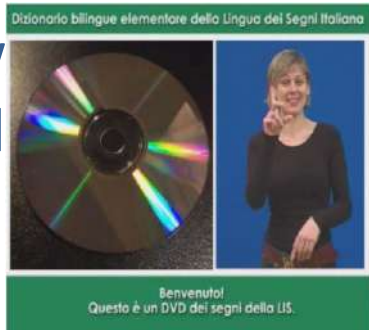 Dizionario bilingue elementare della Lingua dei Segni Italiana
Benvenuto!
Questo è un DVD dei segni della LIS.